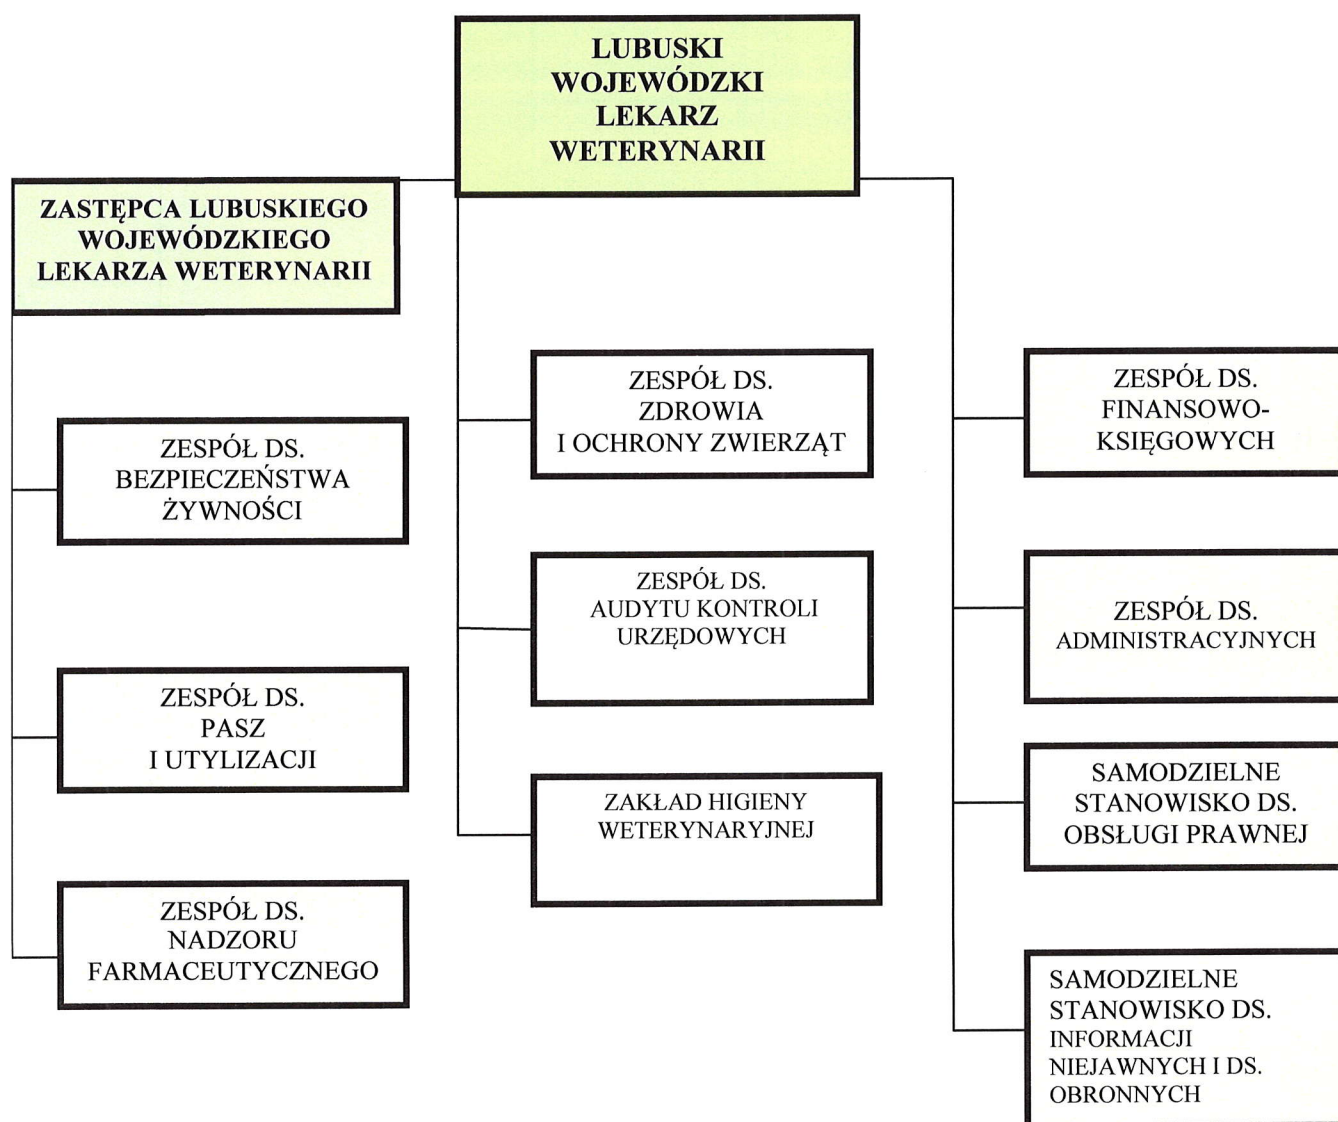 LUBUSKI
WOJEWÓDZKI
LEKARZ
WETERYNARII
ZASTĘPCA LUBUSKIEGO
WOJEWÓDZKIEGO
LEKARZA WETERYNARII
ZESPÓŁ DS.
BEZPIECZEŃSTWA
ŻYWNOŚCI
ZESPÓŁ DS.
PASZ
I UTYLIZACJI
ZESPÓŁ DS.
NADZORU
FARMACEUTYCZNEGO
ZESPÓŁ DS.
ZDROWIA
I OCHRONY ZWIERZĄT
ZESPÓŁ DS.
AUDYTU KONTROLI
URZĘDOWYCH
ZAKŁAD HIGIENY
WETERYNARYJNEJ
ZESPÓŁ DS.
FINANSOWO-
KSIĘGOWYCH
ZESPÓŁ DS.
ADMINISTRACYJNYCH
SAMODZIELNE
STANOWISKO DS.
OBSŁUGI PRAWNEJ
SAMODZIELNE
STANOWISKO DS.
INFORMACJI
NIEJAWNYCH I DS.
OBRONNYCH